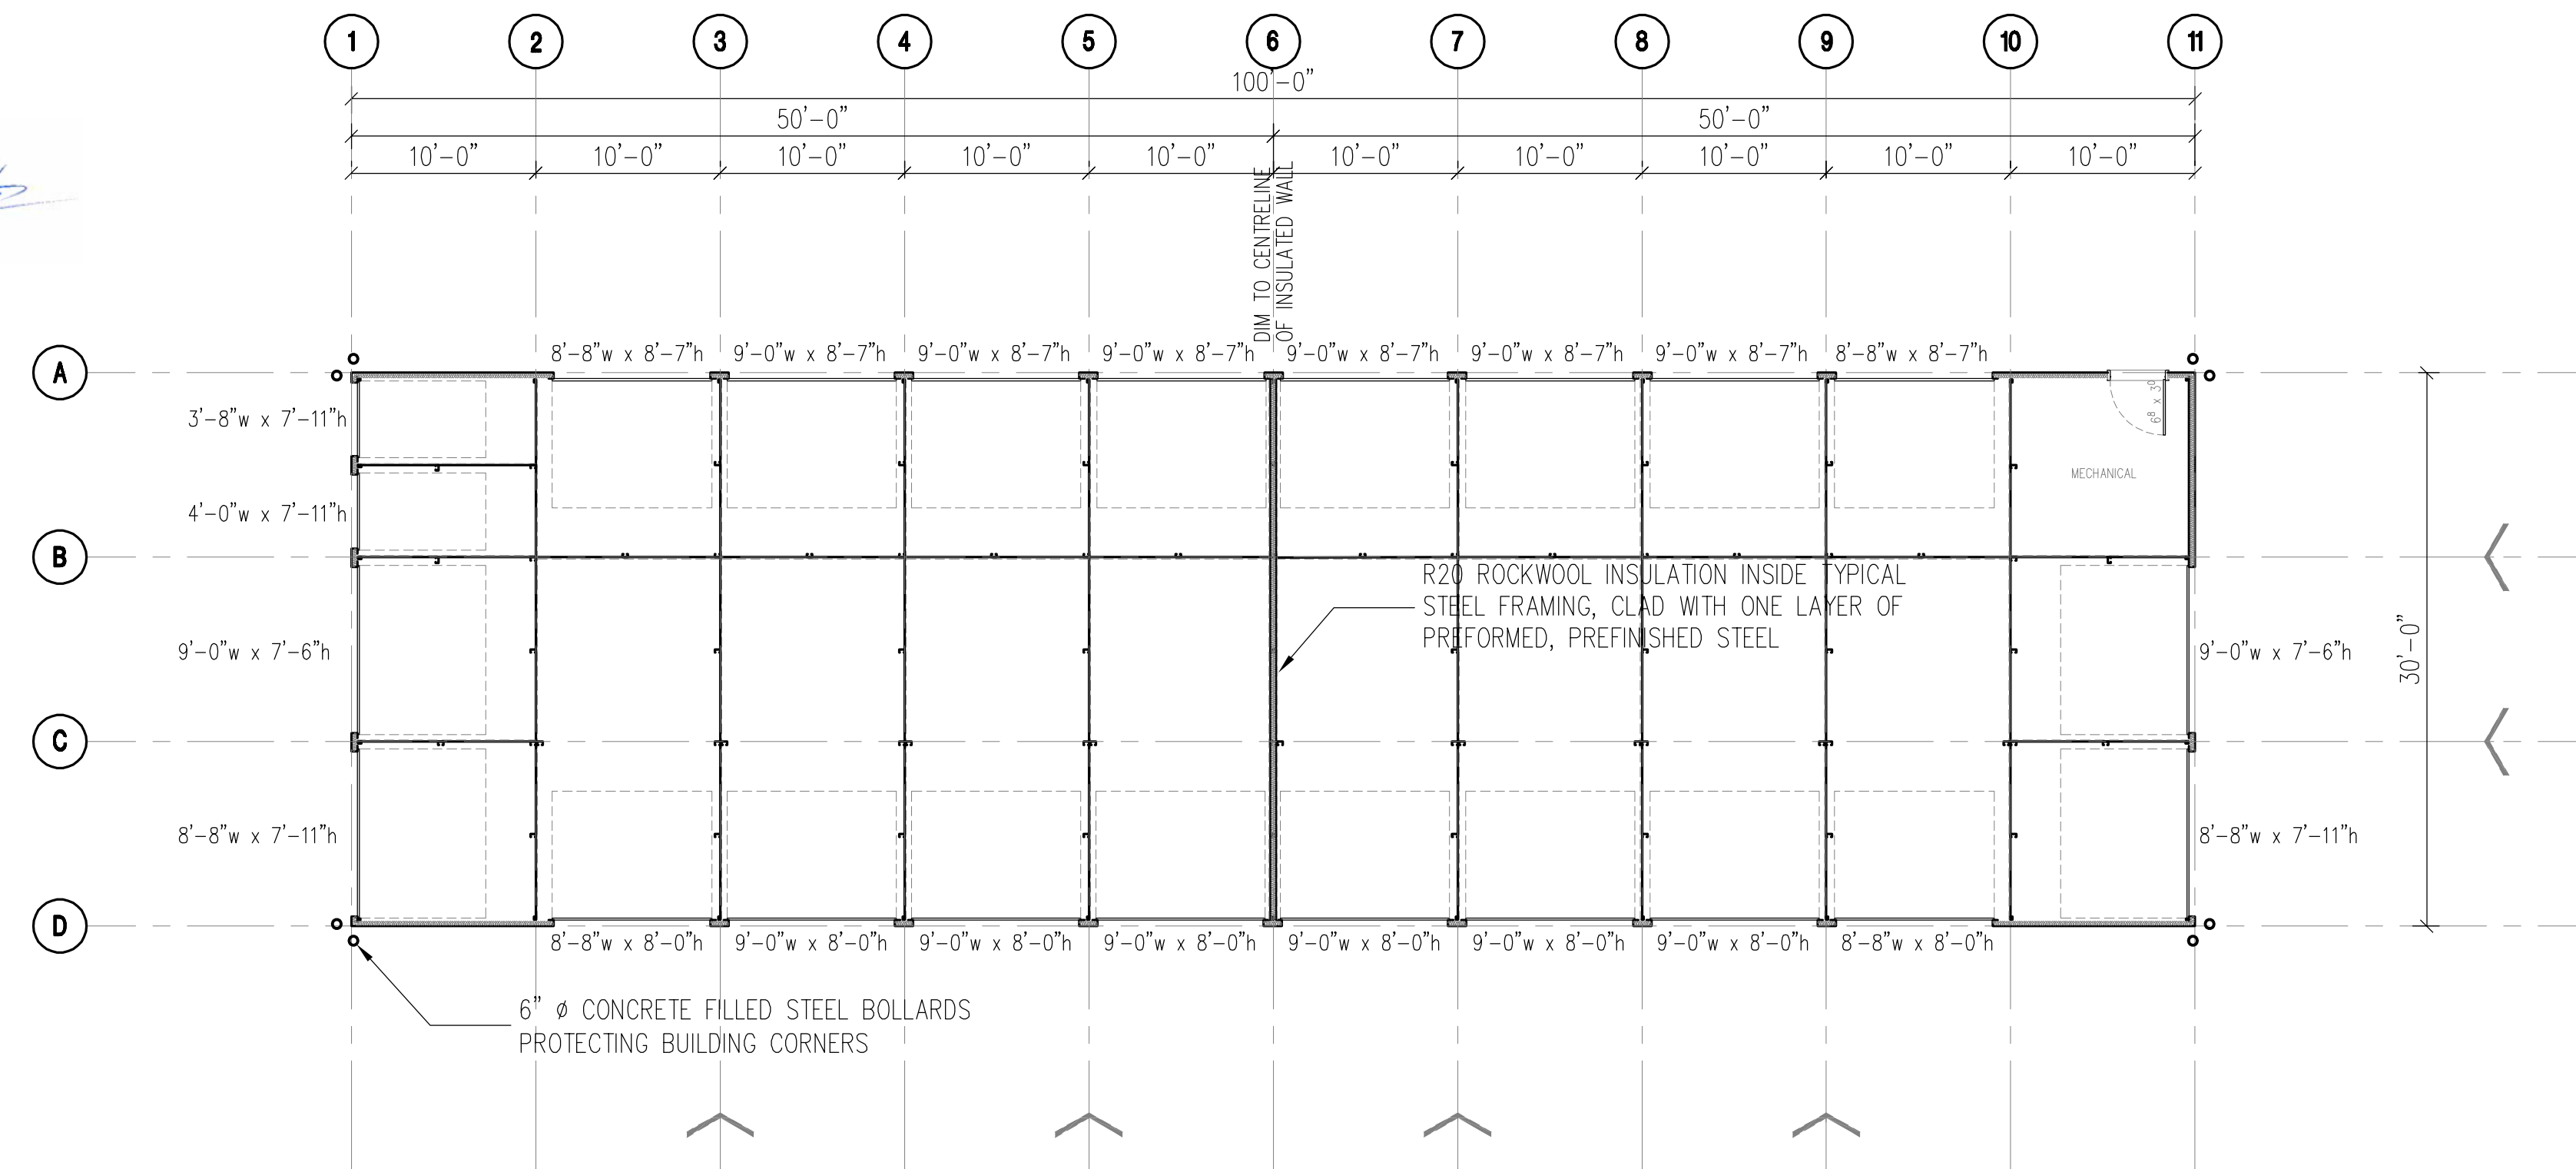 1 2 3 4 5 6 7 8 9 10 11
100'-0"
50'-0" 50'-0"
10'-0" 10'-0" 10'-0" 10'-0" 10'-0" 10'-0" 10'-0" 10'-0" 10'-0" 10'-0"
DIM TO CENTRELINE
OF INSULATED WALL
8'-8"w x 8'-7"h 9'-0"w x 8'-7"h 9'-0"w x 8'-7"h 9'-0"w x 8'-7"h 9'-0"w x 8'-7"h 9'-0"w x 8'-7"h 9'-0"w x 8'-7"h 8'-8"w x 8'-7"h
A
6⁸ x 3⁰
3'-8"w x 7'-11"h
MECHANICAL
4'-0"w x 7'-11"h
B
R20 ROCKWOOL INSULATION INSIDE TYPICAL
STEEL FRAMING, CLAD WITH ONE LAYER OF
PREFORMED, PREFINISHED STEEL
9'-0"w x 7'-6"h 9'-0"w x 7'-6"h
30'-0"
C
8'-8"w x 7'-11"h 8'-8"w x 7'-11"h
D
8'-8"w x 8'-0"h 9'-0"w x 8'-0"h 9'-0"w x 8'-0"h 9'-0"w x 8'-0"h 9'-0"w x 8'-0"h 9'-0"w x 8'-0"h 9'-0"w x 8'-0"h 8'-8"w x 8'-0"h
6" ø CONCRETE FILLED STEEL BOLLARDS
PROTECTING BUILDING CORNERS